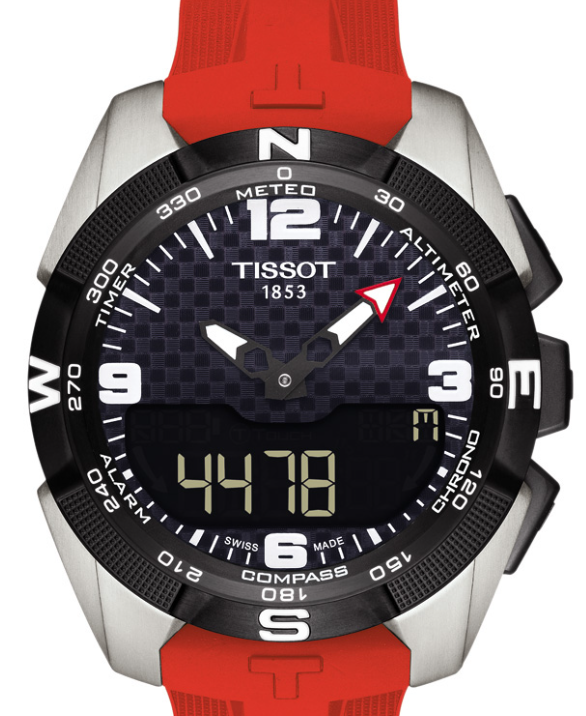 N
0
330 METEO 30
12
ALTIMETER
TISSOT
1853
300 60
TIMER
W 270 9 3 90 E
M
4478
ALARM CHRONO
240 120
SWISS 6 MADE
210 COMPASS 150
180
S
T